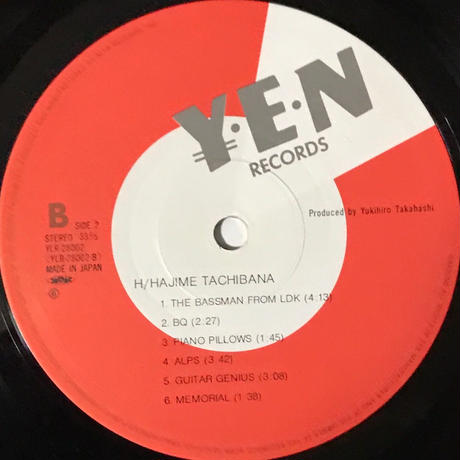 Y·E·N
RECORDS
Produced by Yukihiro Takahashi
B SIDE 2
STEREO 33⅓
YLR-28002
(YLR-28002-B)
MADE IN JAPAN
6
H/HAJIME TACHIBANA
1. THE BASSMAN FROM LDK (4.13)
2. BQ (2.27)
3. PIANO PILLOWS (1.45)
4. ALPS (3.42)
5. GUITAR GENIUS (3:08)
6. MEMORIAL (1 38)